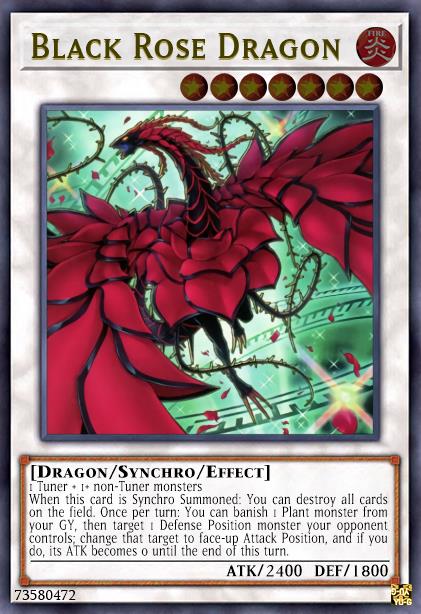 BLACK ROSE DRAGON
FIRE
炎
[DRAGON/SYNCHRO/EFFECT]
1 Tuner + 1+ non-Tuner monsters
When this card is Synchro Summoned: You can destroy all cards
on the field. Once per turn: You can banish 1 Plant monster from
your GY, then target 1 Defense Position monster your opponent
controls; change that target to face-up Attack Position, and if you
do, its ATK becomes 0 until the end of this turn.
ATK/2400 DEF/1800
73580472